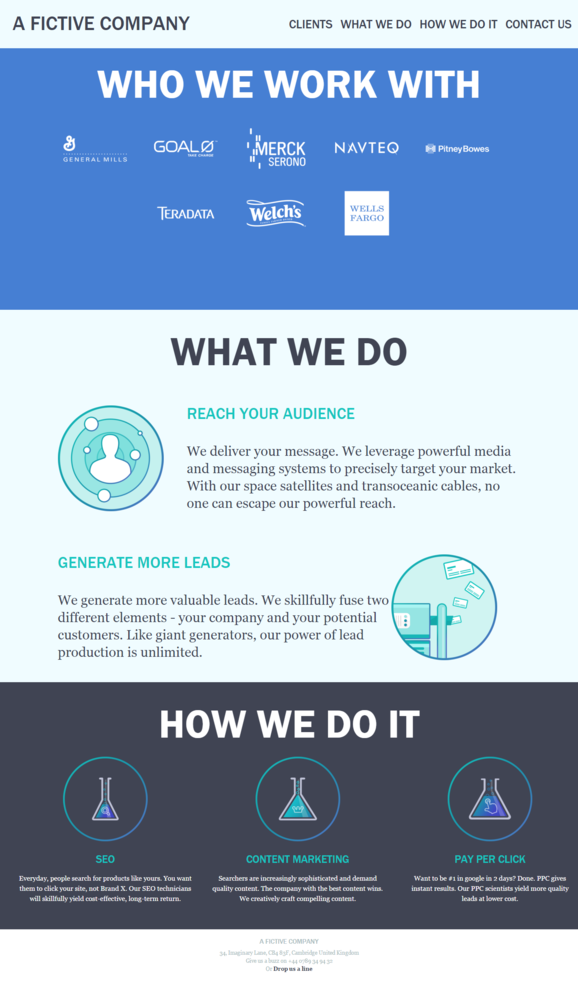 A FICTIVE COMPANY
CLIENTS WHAT WE DO HOW WE DO IT CONTACT US
WHO WE WORK WITH
GENERAL MILLS
GOAL0
TAKE CHARGE
MERCK
SERONO
NAVTEQ
PitneyBowes
TERADATA
Welch's
WELLS
FARGO
WHAT WE DO
REACH YOUR AUDIENCE
We deliver your message. We leverage powerful media
and messaging systems to precisely target your market.
With our space satellites and transoceanic cables, no
one can escape our powerful reach.
GENERATE MORE LEADS
We generate more valuable leads. We skillfully fuse two
different elements - your company and your potential
customers. Like giant generators, our power of lead
production is unlimited.
HOW WE DO IT
SEO
Everyday, people search for products like yours. You want
them to click your site, not Brand X. Our SEO technicians
will skillfully yield cost-effective, long-term return.
CONTENT MARKETING
Searchers are increasingly sophisticated and demand
quality content. The company with the best content wins.
We creatively craft compelling content.
PAY PER CLICK
Want to be #1 in google in 2 days? Done. PPC gives
instant results. Our PPC scientists yield more quality
leads at lower cost.
A FICTIVE COMPANY
34, Imaginary Lane, CB4 83F, Cambridge United Kingdom
Give us a buzz on +44 0789 34 94 30
Or Drop us a line